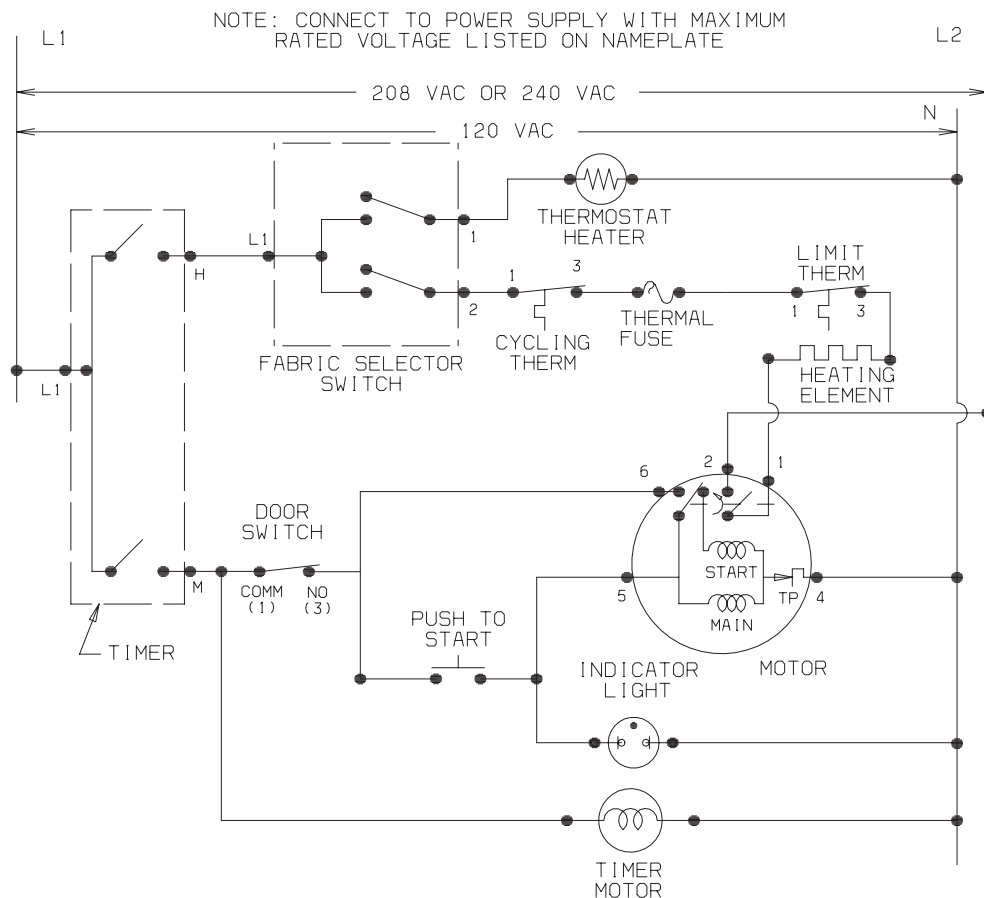 NOTE: CONNECT TO POWER SUPPLY WITH MAXIMUM
RATED VOLTAGE LISTED ON NAMEPLATE
L1
L2
208 VAC OR 240 VAC
N
120 VAC
THERMOSTAT
HEATER
L1
1
H
LIMIT
THERM
1
3
2
1
3
THERMAL
FUSE
CYCLING
THERM
FABRIC SELECTOR
SWITCH
HEATING
ELEMENT
L1
6
2
1
DOOR
SWITCH
START
M
COMM
(1)
NO
(3)
5
TP
4
MAIN
PUSH TO
START
TIMER
MOTOR
INDICATOR
LIGHT
TIMER
MOTOR